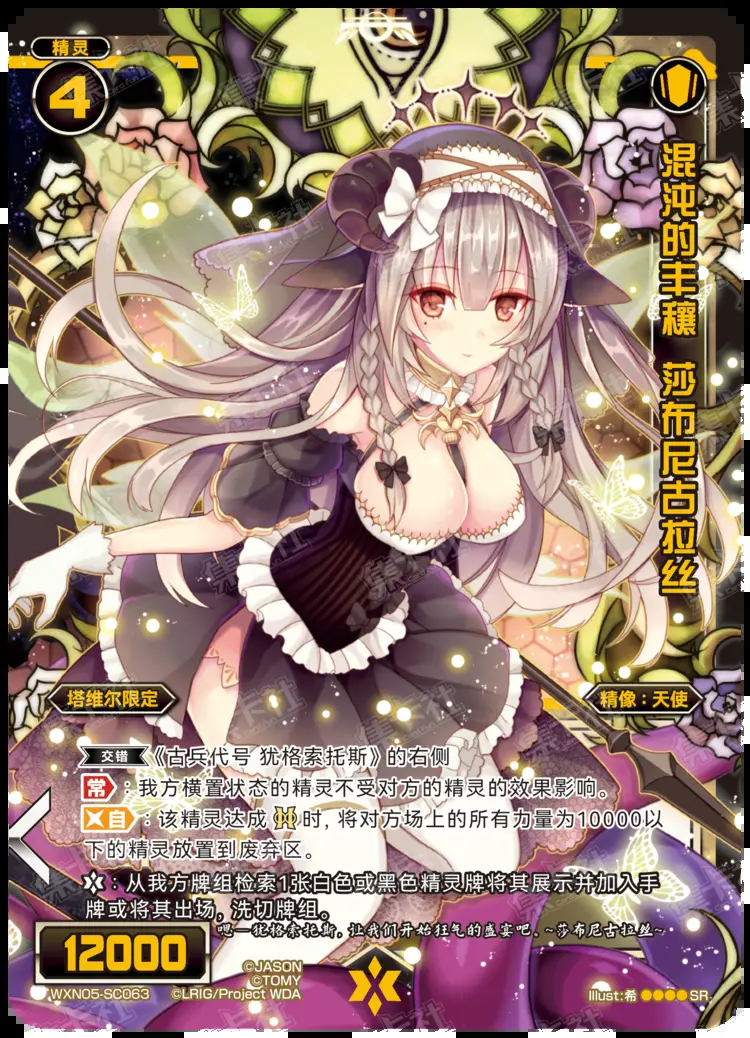 精灵
4
混沌的丰穰 莎布尼古拉丝
塔维尔限定
精像：天使
交错 《古兵代号 犹格索托斯》的右侧
常：我方横置状态的精灵不受对方的精灵的效果影响。
自：该精灵达成 时，将对方场上的所有力量为10000以
下的精灵放置到废弃区。
：从我方牌组检索1张白色或黑色精灵牌将其展示并加入手
牌或将其出场，洗切牌组。
嗯—犹格索托斯，让我们开始狂气的盛宴吧。~莎布尼古拉丝~
12000
©JASON
©TOMY
WXN05-SC063 ©LRIG/Project WDA
Illust:希 SR
集卡社